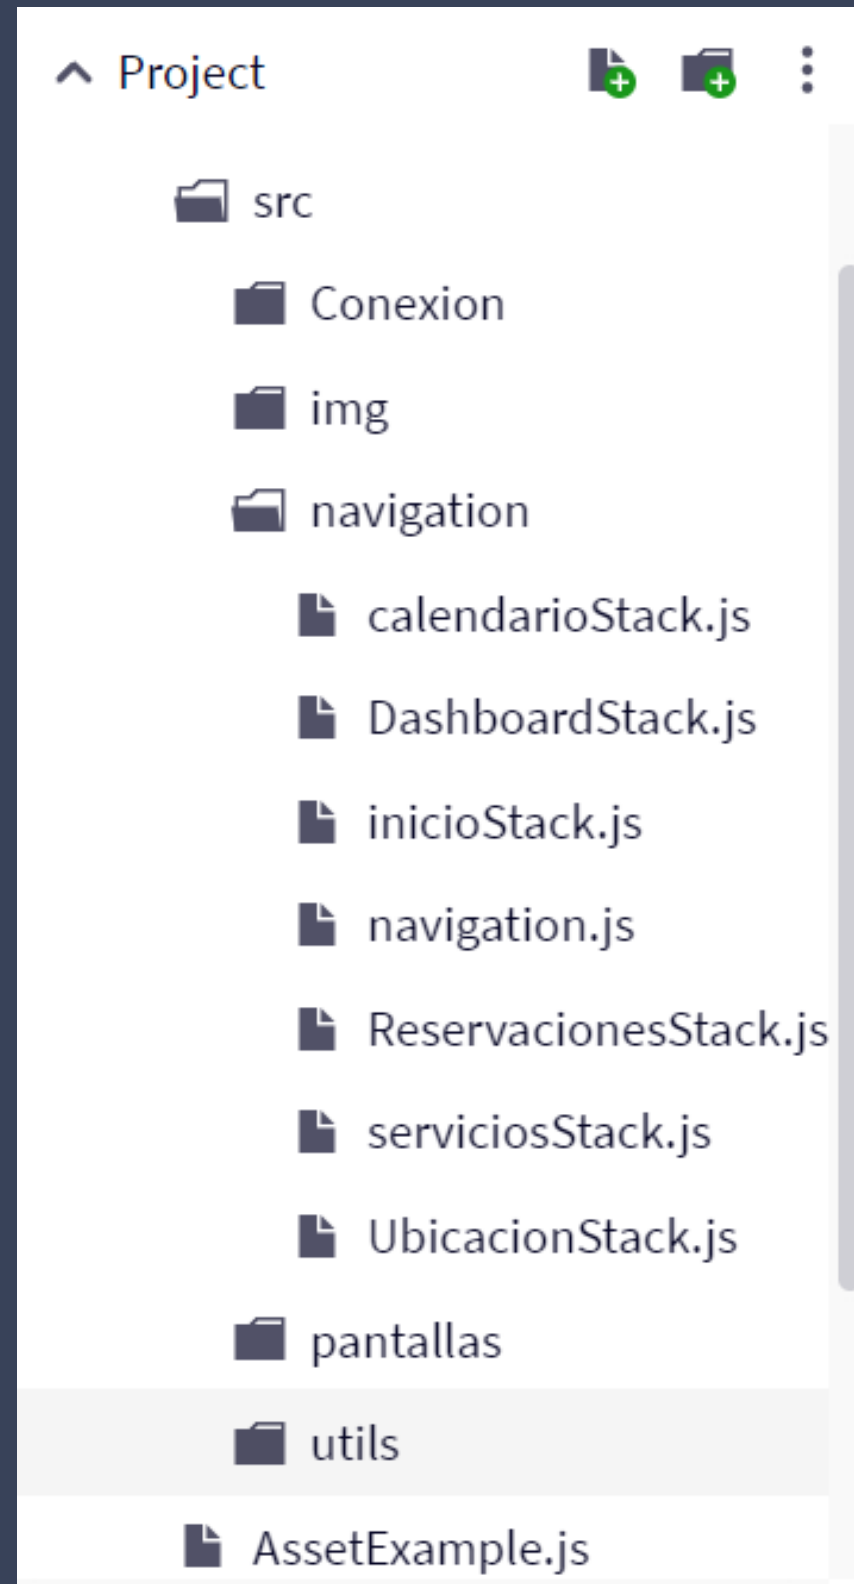 Project
src
Conexion
img
navigation
calendarioStack.js
DashboardStack.js
inicioStack.js
navigation.js
ReservacionesStack.js
serviciosStack.js
UbicacionStack.js
pantallas
utils
AssetExample.js